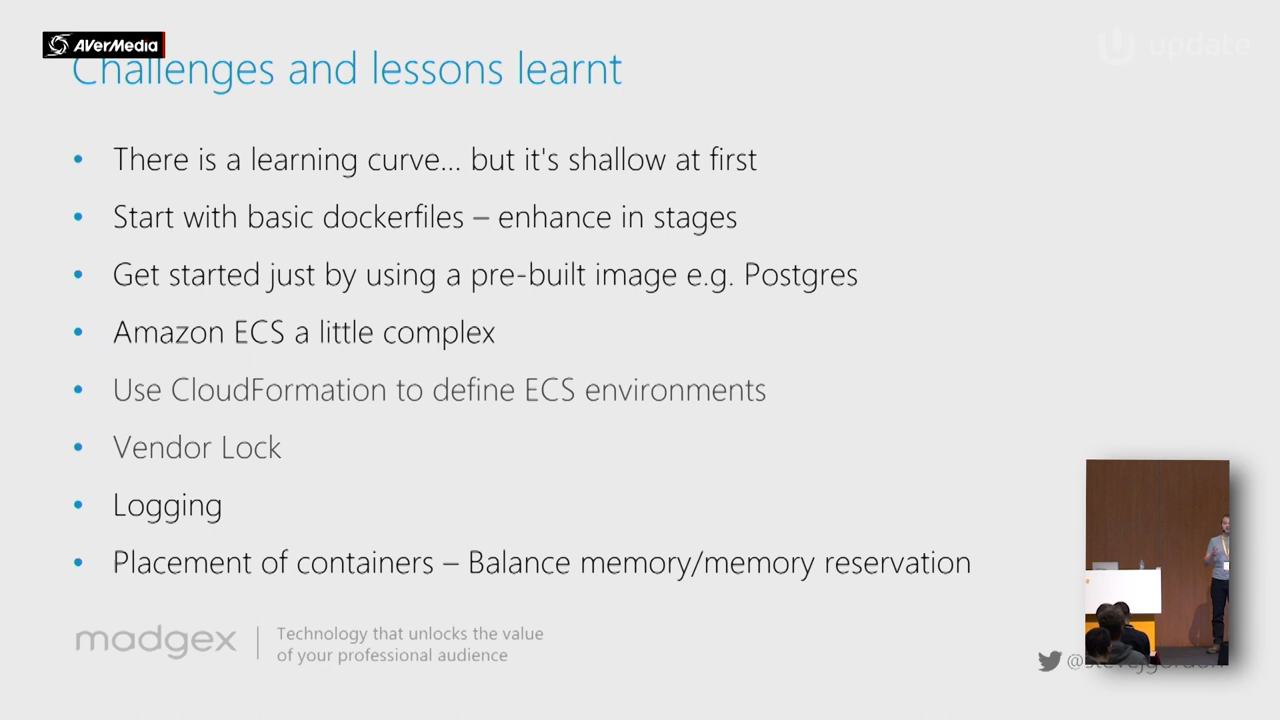 AVerMedia
update
Challenges and lessons learnt
• There is a learning curve... but it's shallow at first
• Start with basic dockerfiles – enhance in stages
• Get started just by using a pre-built image e.g. Postgres
• Amazon ECS a little complex
• Use CloudFormation to define ECS environments
• Vendor Lock
• Logging
• Placement of containers – Balance memory/memory reservation
madgex
Technology that unlocks the value
of your professional audience